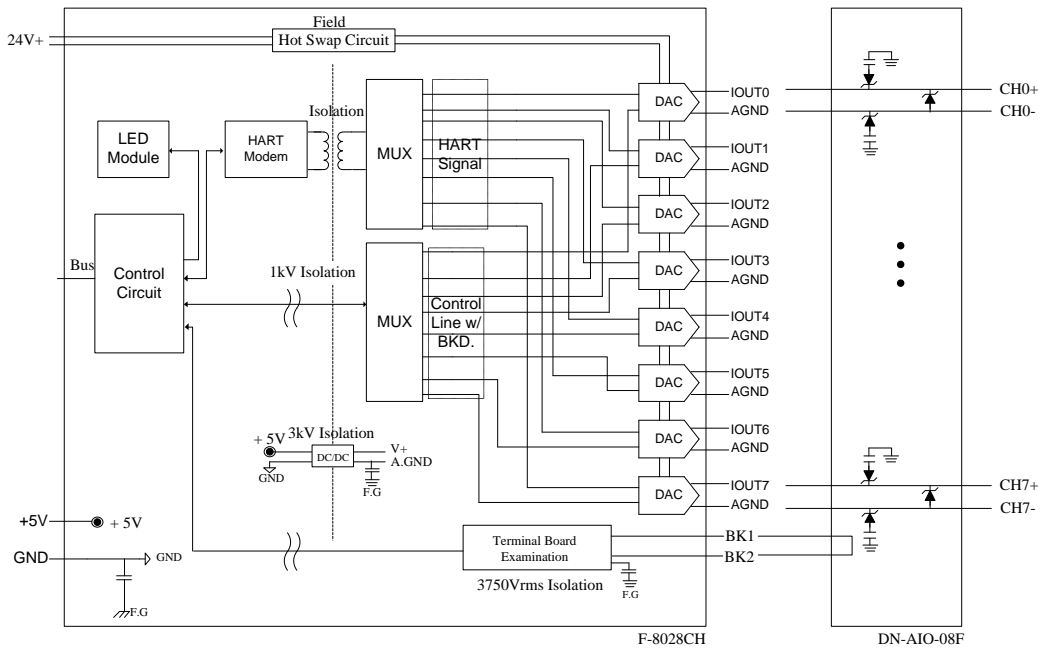 Field
24V+
Hot Swap Circuit
Isolation
LED
Module
HART
Modem
MUX
HART
Signal
DAC
IOUT0
AGND
DAC
IOUT1
AGND
DAC
IOUT2
AGND
DAC
IOUT3
AGND
DAC
IOUT4
AGND
DAC
IOUT5
AGND
DAC
IOUT6
AGND
DAC
IOUT7
AGND
CH0+
CH0-
CH7+
CH7-
Bus
Control
Circuit
1kV Isolation
MUX
Control
Line w/
BKD.
3kV Isolation
+ 5V
GND
DC/DC
V+
A.GND
F.G
+5V
+ 5V
GND
GND
F.G
Terminal Board
Examination
3750Vrms Isolation
F.G
BK1
BK2
F-8028CH
DN-AIO-08F